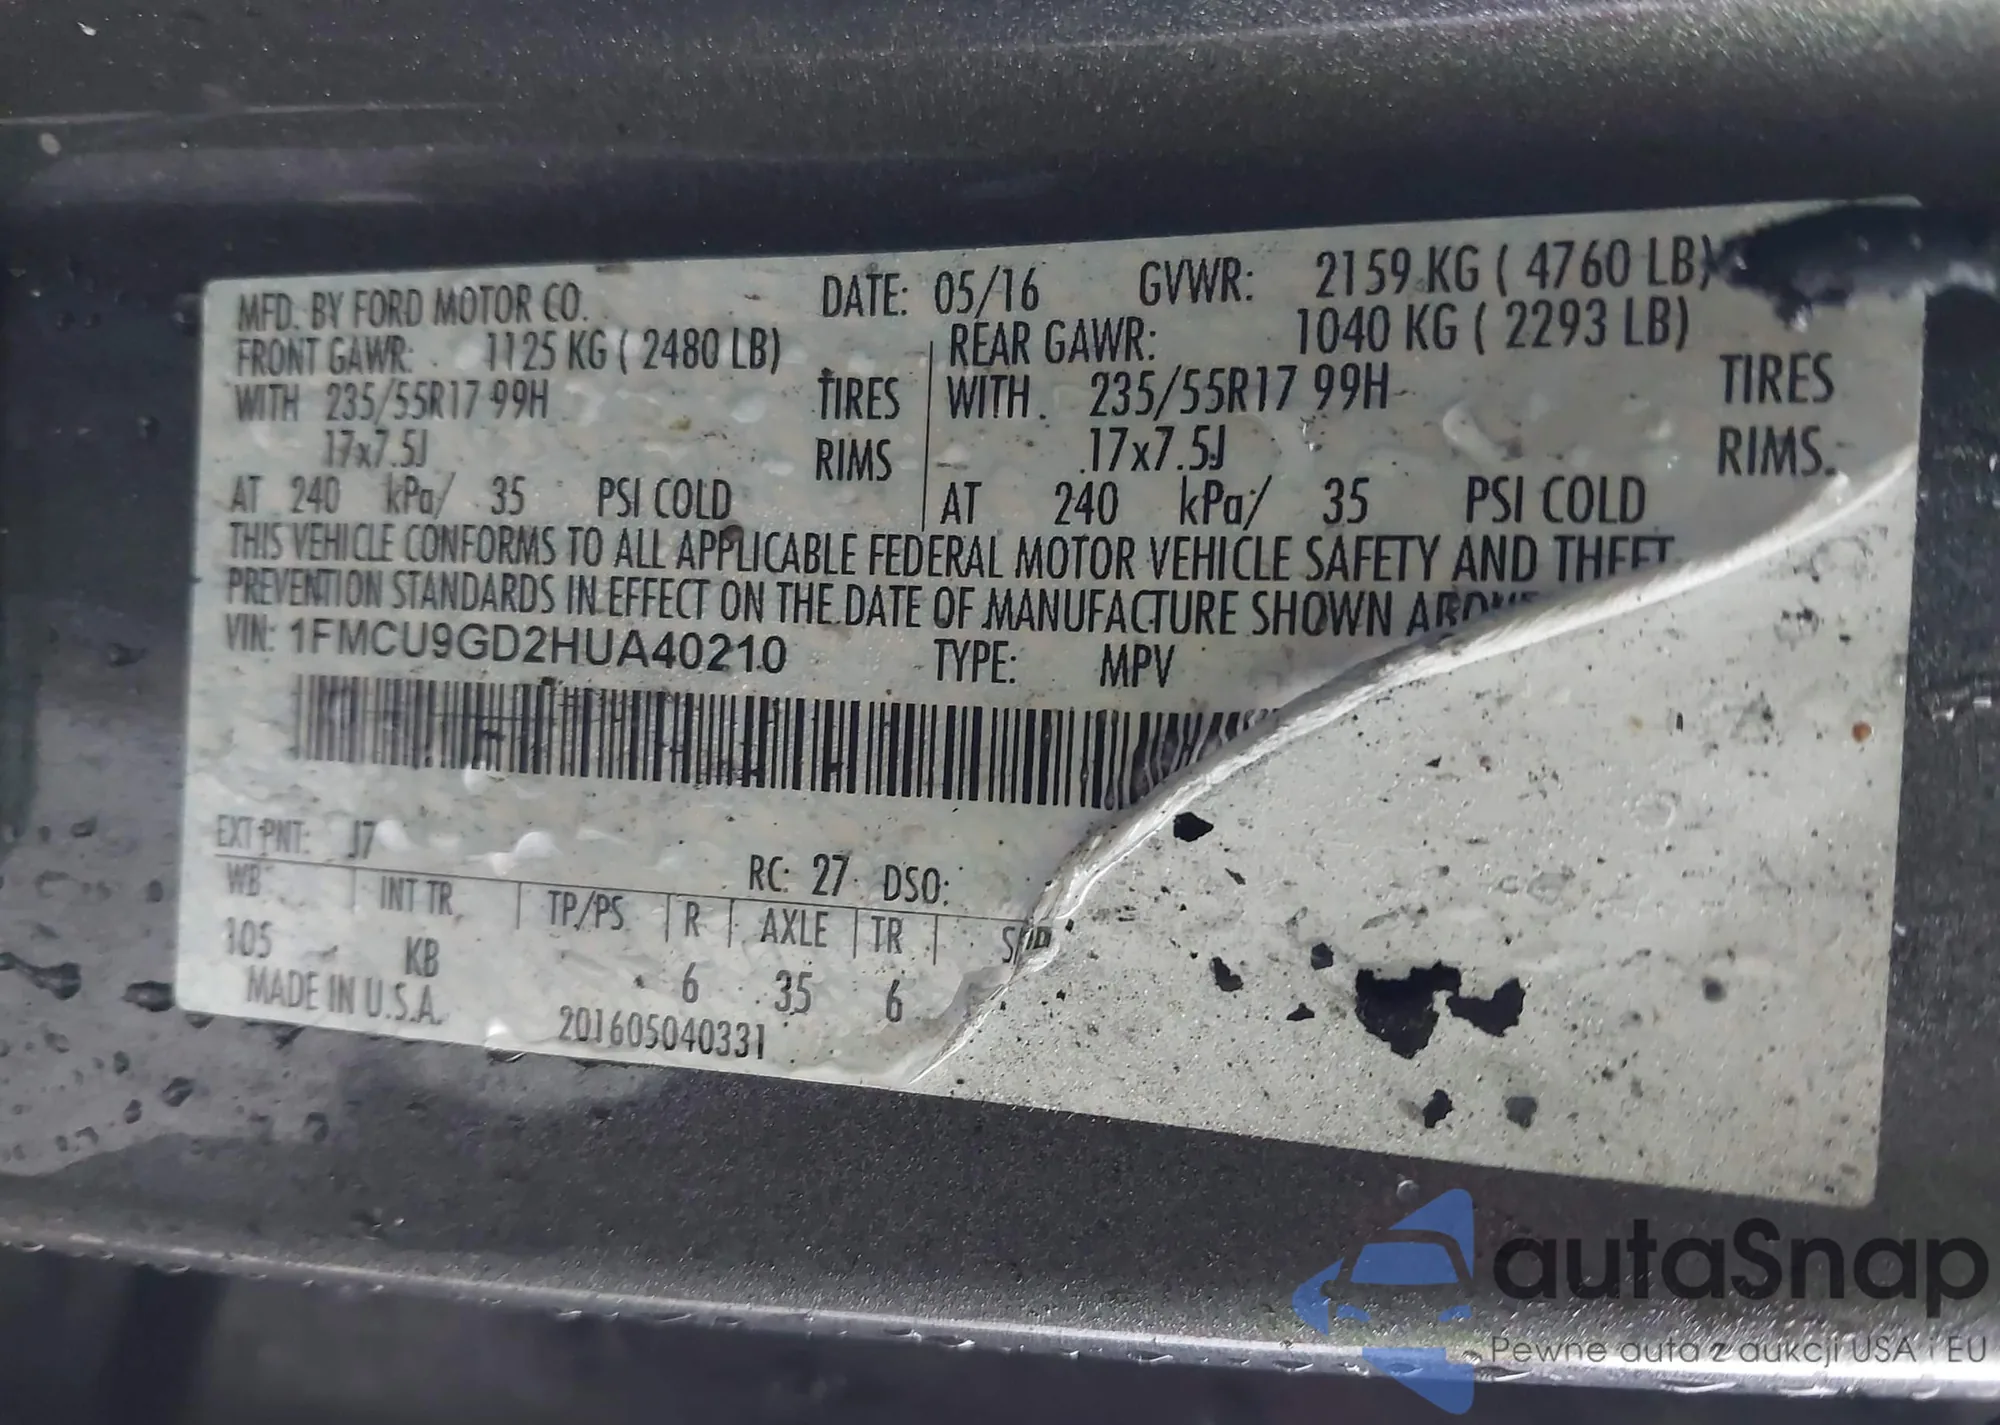 MFD. BY FORD MOTOR CO. DATE: 05/16 GVWR: 2159 KG ( 4760 LB)
FRONT GAWR: 1125 KG ( 2480 LB) REAR GAWR: 1040 KG ( 2293 LB)
WITH 235/55R17 99H TIRES WITH 235/55R17 99H TIRES
17x7.5J RIMS 17x7.5J RIMS
AT 240 kPa/ 35 PSI COLD AT 240 kPa/ 35 PSI COLD
THIS VEHICLE CONFORMS TO ALL APPLICABLE FEDERAL MOTOR VEHICLE SAFETY AND THEFT
PREVENTION STANDARDS IN EFFECT ON THE DATE OF MANUFACTURE SHOWN ABOVE
VIN: 1FMCU9GD2HUA40210 TYPE: MPV
EXT PNT: J7 RC: 27 DSO:
WB INT TR TP/PS R AXLE TR
105 KB 6 35 6
MADE IN U.S.A. 201605040331
autaSnap
Pewne auta z aukcji USA i EU